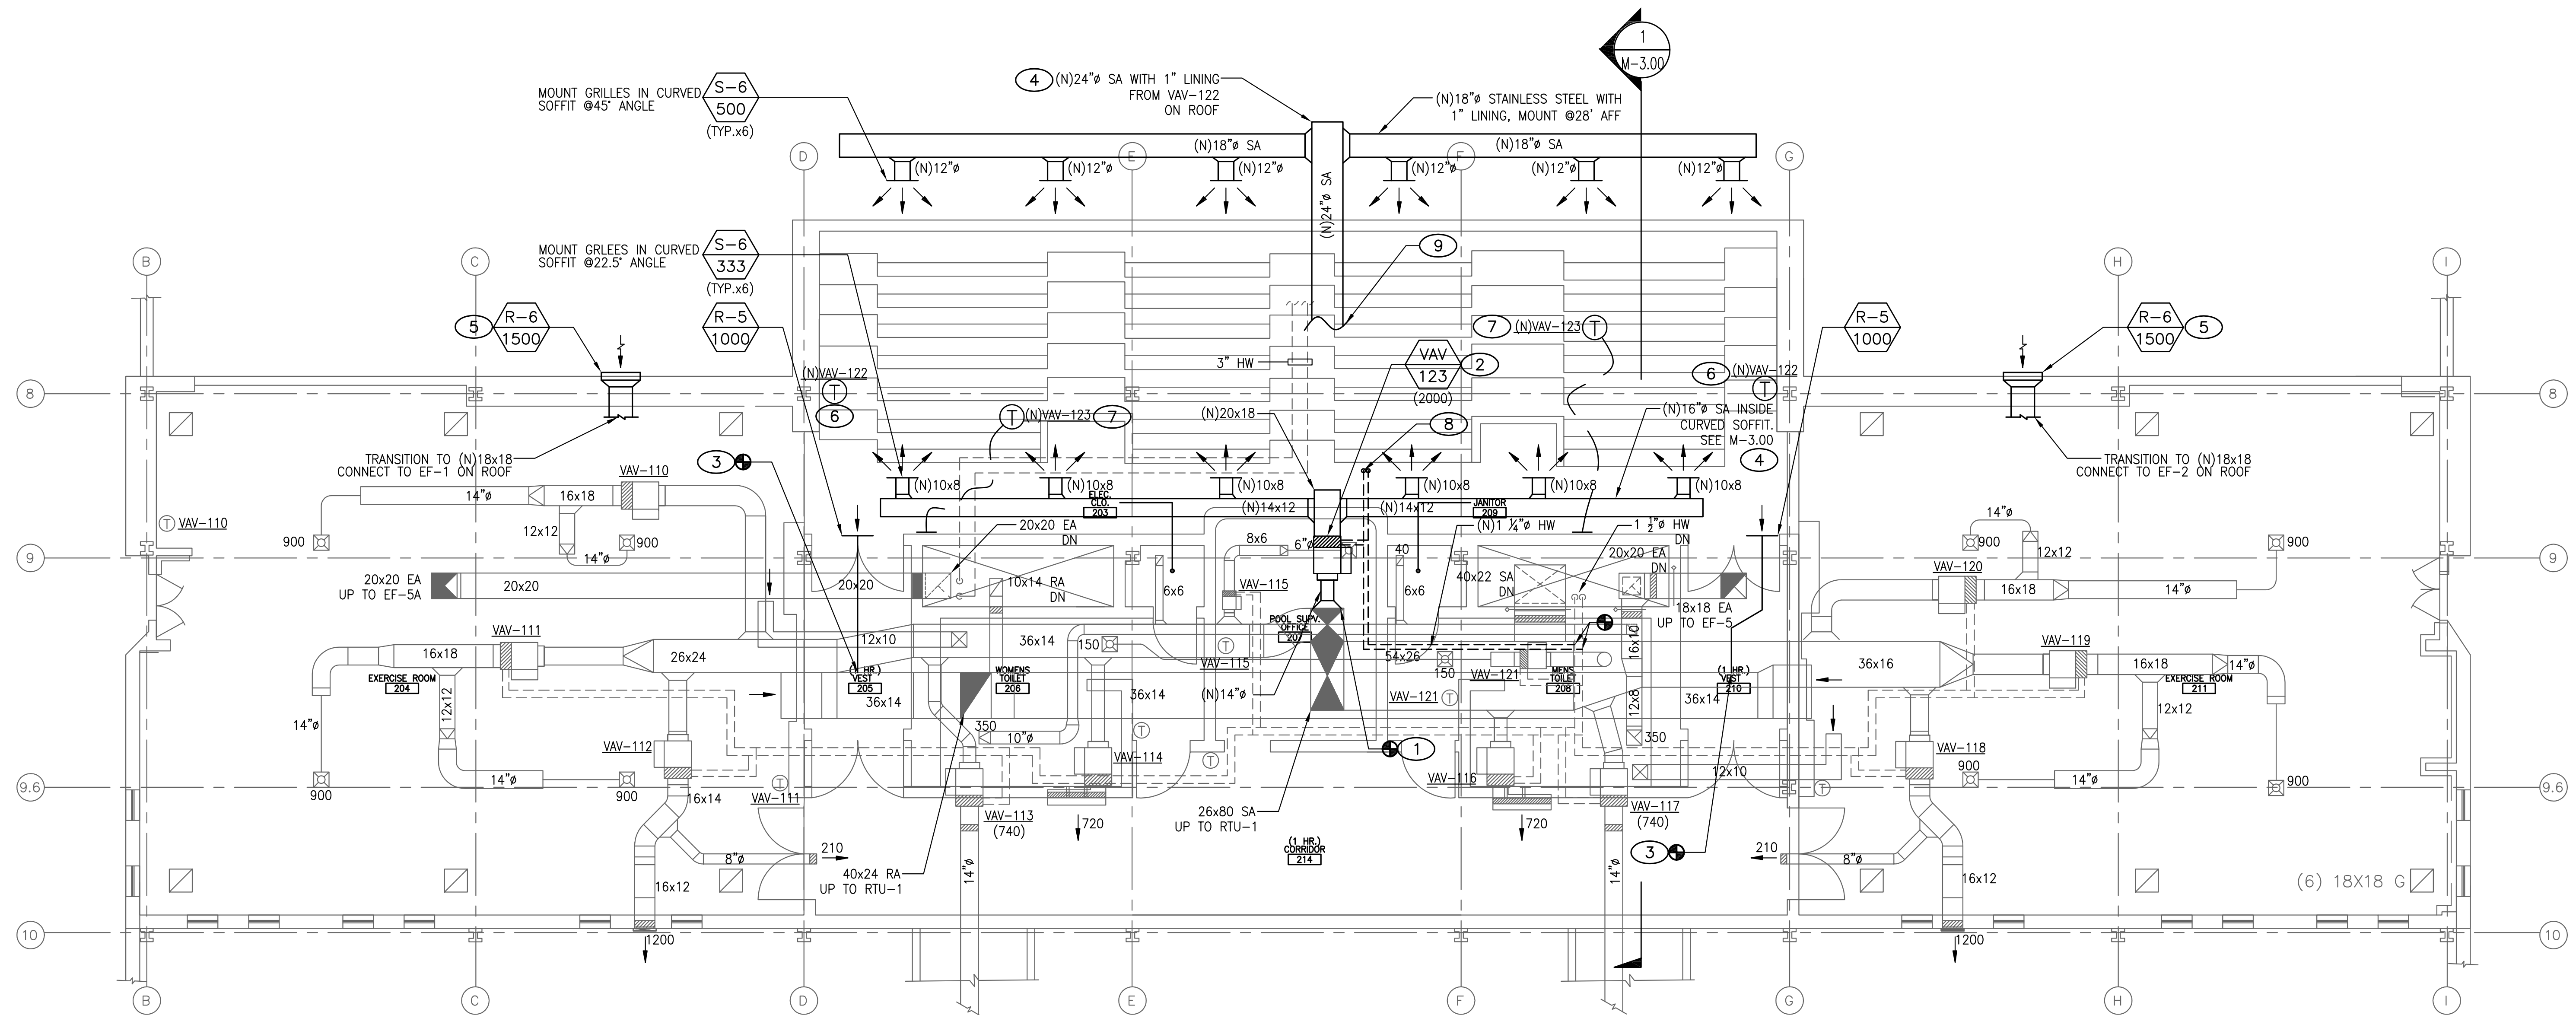 1
M-3.00
4
(N)24"ø SA WITH 1" LINING
FROM VAV-122
ON ROOF
MOUNT GRILLES IN CURVED
SOFFIT @45° ANGLE
S-6
500
(TYP.x6)
(N)18"ø STAINLESS STEEL WITH
1" LINING, MOUNT @28' AFF
(N)18"ø SA
(N)18"ø SA
D
E
F
G
(N)12"ø
(N)12"ø
(N)12"ø
(N)12"ø
(N)12"ø
(N)12"ø
(N)24"ø SA
MOUNT GRLEES IN CURVED
SOFFIT @22.5° ANGLE
S-6
333
(TYP.x6)
9
B
C
H
I
5
R-6
1500
R-5
1000
7
(N)VAV-123
T
R-5
1000
R-6
1500
5
3" HW
VAV
123
2
(2000)
(N)VAV-122
T
6
6
(N)VAV-122
T
8
8
(N)20x18
T
(N)VAV-123
7
8
(N)16"ø SA INSIDE
CURVED SOFFIT.
SEE M-3.00
4
TRANSITION TO (N)18x18
CONNECT TO EF-1 ON ROOF
3
TRANSITION TO (N)18x18
CONNECT TO EF-2 ON ROOF
VAV-110
14"ø
16x18
(N)10x8
(N)10x8
(N)10x8
(N)10x8
(N)10x8
(N)10x8
ELEC.
CLO.
203
(N)14x12
(N)14x12
JANITOR
209
T
VAV-110
12x12
900
900
14"ø
20x20 EA
DN
8x6
6"ø
40
(N)1 ¼"ø HW
1 ½"ø HW
DN
14"ø
900
12x12
900
9
9
20x20 EA
UP TO EF-5A
20x20
20x20
10x14 RA
DN
VAV-115
6x6
6x6
40x22 SA
DN
20x20 EA
DN
18x18 EA
UP TO EF-5
VAV-120
16x18
14"ø
VAV-111
16x18
26x24
12x10
36x14
150
T
VAV-115
POOL SUPV.
OFFICE
207
54x26
150
16x10
36x16
VAV-119
16x18
14"ø
EXERCISE ROOM
204
(1 HR.)
VEST
205
36x14
WOMENS
TOILET
206
36x14
(N)14"ø
VAV-121
VAV-121
T
MENS
TOILET
208
12x8
(1 HR.)
VEST
210
36x14
EXERCISE ROOM
211
14"ø
12x12
12x12
350
10"ø
T
350
VAV-112
VAV-114
T
1
VAV-116
12x10
VAV-118
900
14"ø
900
T
VAV-111
T
900
14"ø
900
9.6
9.6
16x14
VAV-113
(740)
720
26x80 SA
UP TO RTU-1
720
VAV-117
(740)
8"ø
210
(1 HR.)
CORRIDOR
214
3
210
8"ø
16x12
40x24 RA
UP TO RTU-1
14"ø
14"ø
16x12
(6) 18X18 G
10
1200
1200
10
B
C
D
E
F
G
H
I